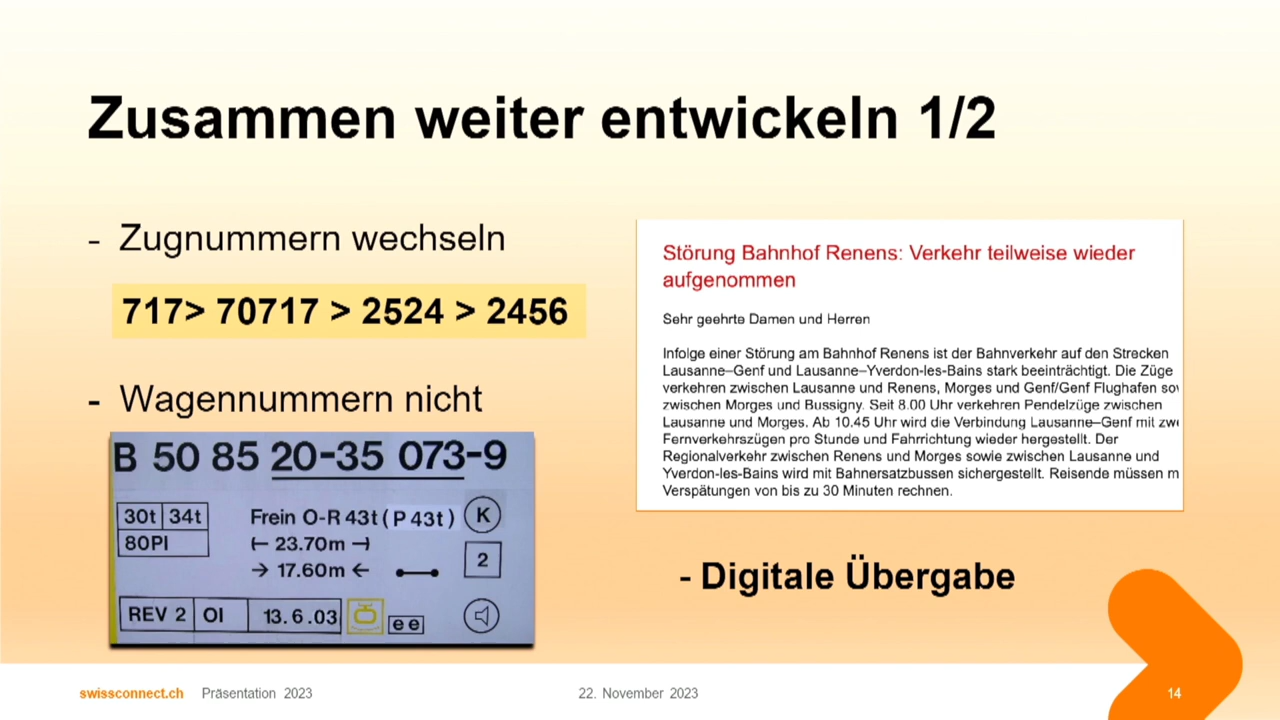 Zusammen weiter entwickeln 1/2
- Zugnummern wechseln
717> 70717 > 2524 > 2456
- Wagennummern nicht
B 50 85 20-35 073-9
30t 34t
80Pl
Frein O-R 43t (P 43t) K
23.70m
17.60m
2
REV 2 Ol 13.6.03 ee
Störung Bahnhof Renens: Verkehr teilweise wieder
aufgenommen
Sehr geehrte Damen und Herren
Infolge einer Störung am Bahnhof Renens ist der Bahnverkehr auf den Strecken
Lausanne–Genf und Lausanne–Yverdon-les-Bains stark beeinträchtigt. Die Züge
verkehren zwischen Lausanne und Renens, Morges und Genf/Genf Flughafen sov
zwischen Morges und Bussigny. Seit 8.00 Uhr verkehren Pendelzüge zwischen
Lausanne und Morges. Ab 10.45 Uhr wird die Verbindung Lausanne–Genf mit zwe
Fernverkehrszügen pro Stunde und Fahrrichtung wieder hergestellt. Der
Regionalverkehr zwischen Renens und Morges sowie zwischen Lausanne und
Yverdon-les-Bains wird mit Bahnersatzbussen sichergestellt. Reisende müssen m
Verspätungen von bis zu 30 Minuten rechnen.
- Digitale Übergabe
swissconnect.ch Präsentation 2023 22. November 2023 14